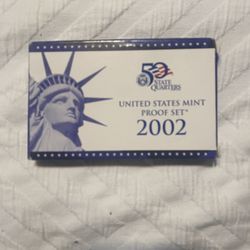 50
STATE
QUARTERS
UNITED STATES MINT
PROOF SET
2002